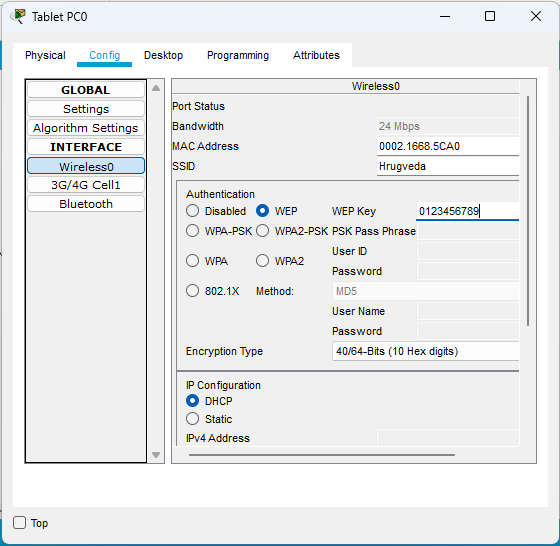 Tablet PC0
Physical Config Desktop Programming Attributes
GLOBAL
Settings
Algorithm Settings
INTERFACE
Wireless0
3G/4G Cell1
Bluetooth
Wireless0
Port Status
Bandwidth 24 Mbps
MAC Address 0002.1668.5CA0
SSID Hrugveda
Authentication
Disabled WEP WEP Key 0123456789
WPA-PSK WPA2-PSK PSK Pass Phrase
User ID
WPA WPA2
Password
802.1X Method: MD5
User Name
Password
Encryption Type 40/64-Bits (10 Hex digits)
IP Configuration
DHCP
Static
IPv4 Address
Top